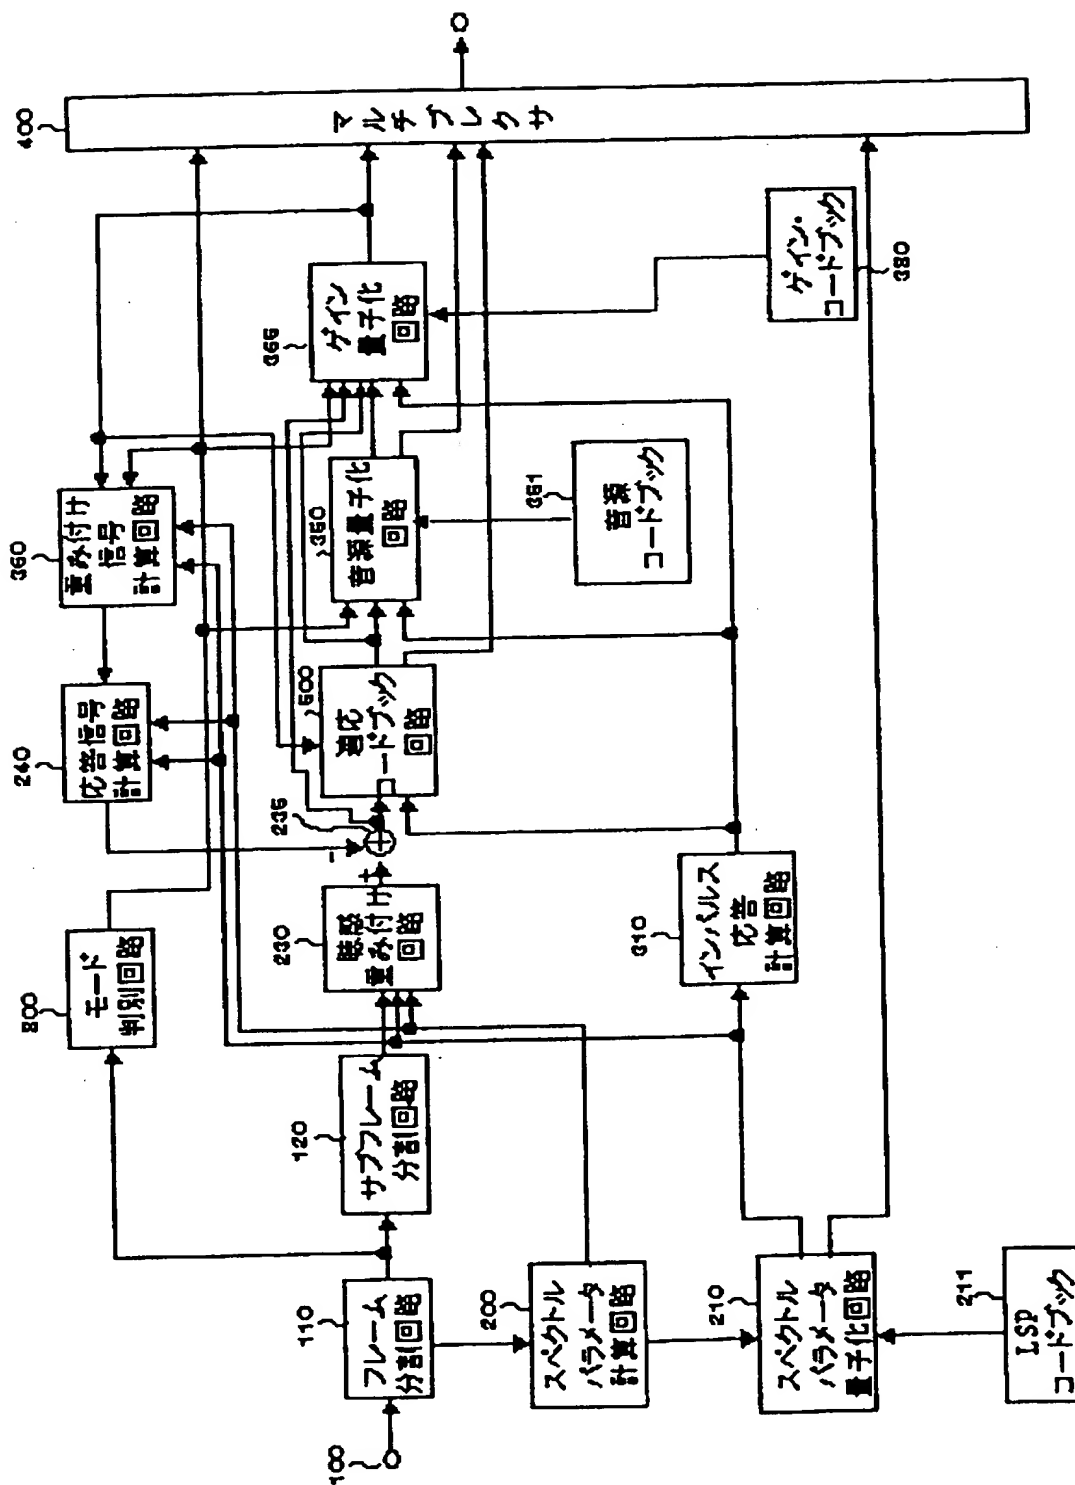 100
110
フレーム
分割回路
120
サブフレーム
分割回路
800
モード
判別回路
200
スペクトル
パラメータ
計算回路
210
スペクトル
パラメータ
量子化回路
211
LSP
コードブック
230
聴感
重み付け
回路
+
-
235
240
応答信号
計算回路
360
重み付け
信号
計算回路
500
適応
コードブック
回路
310
インパルス
応答
計算回路
350
音源量子化
回路
351
音源
コードブック
365
ゲイン
量子化
回路
380
ゲイン・
コードブック
400
マルチプレクサ